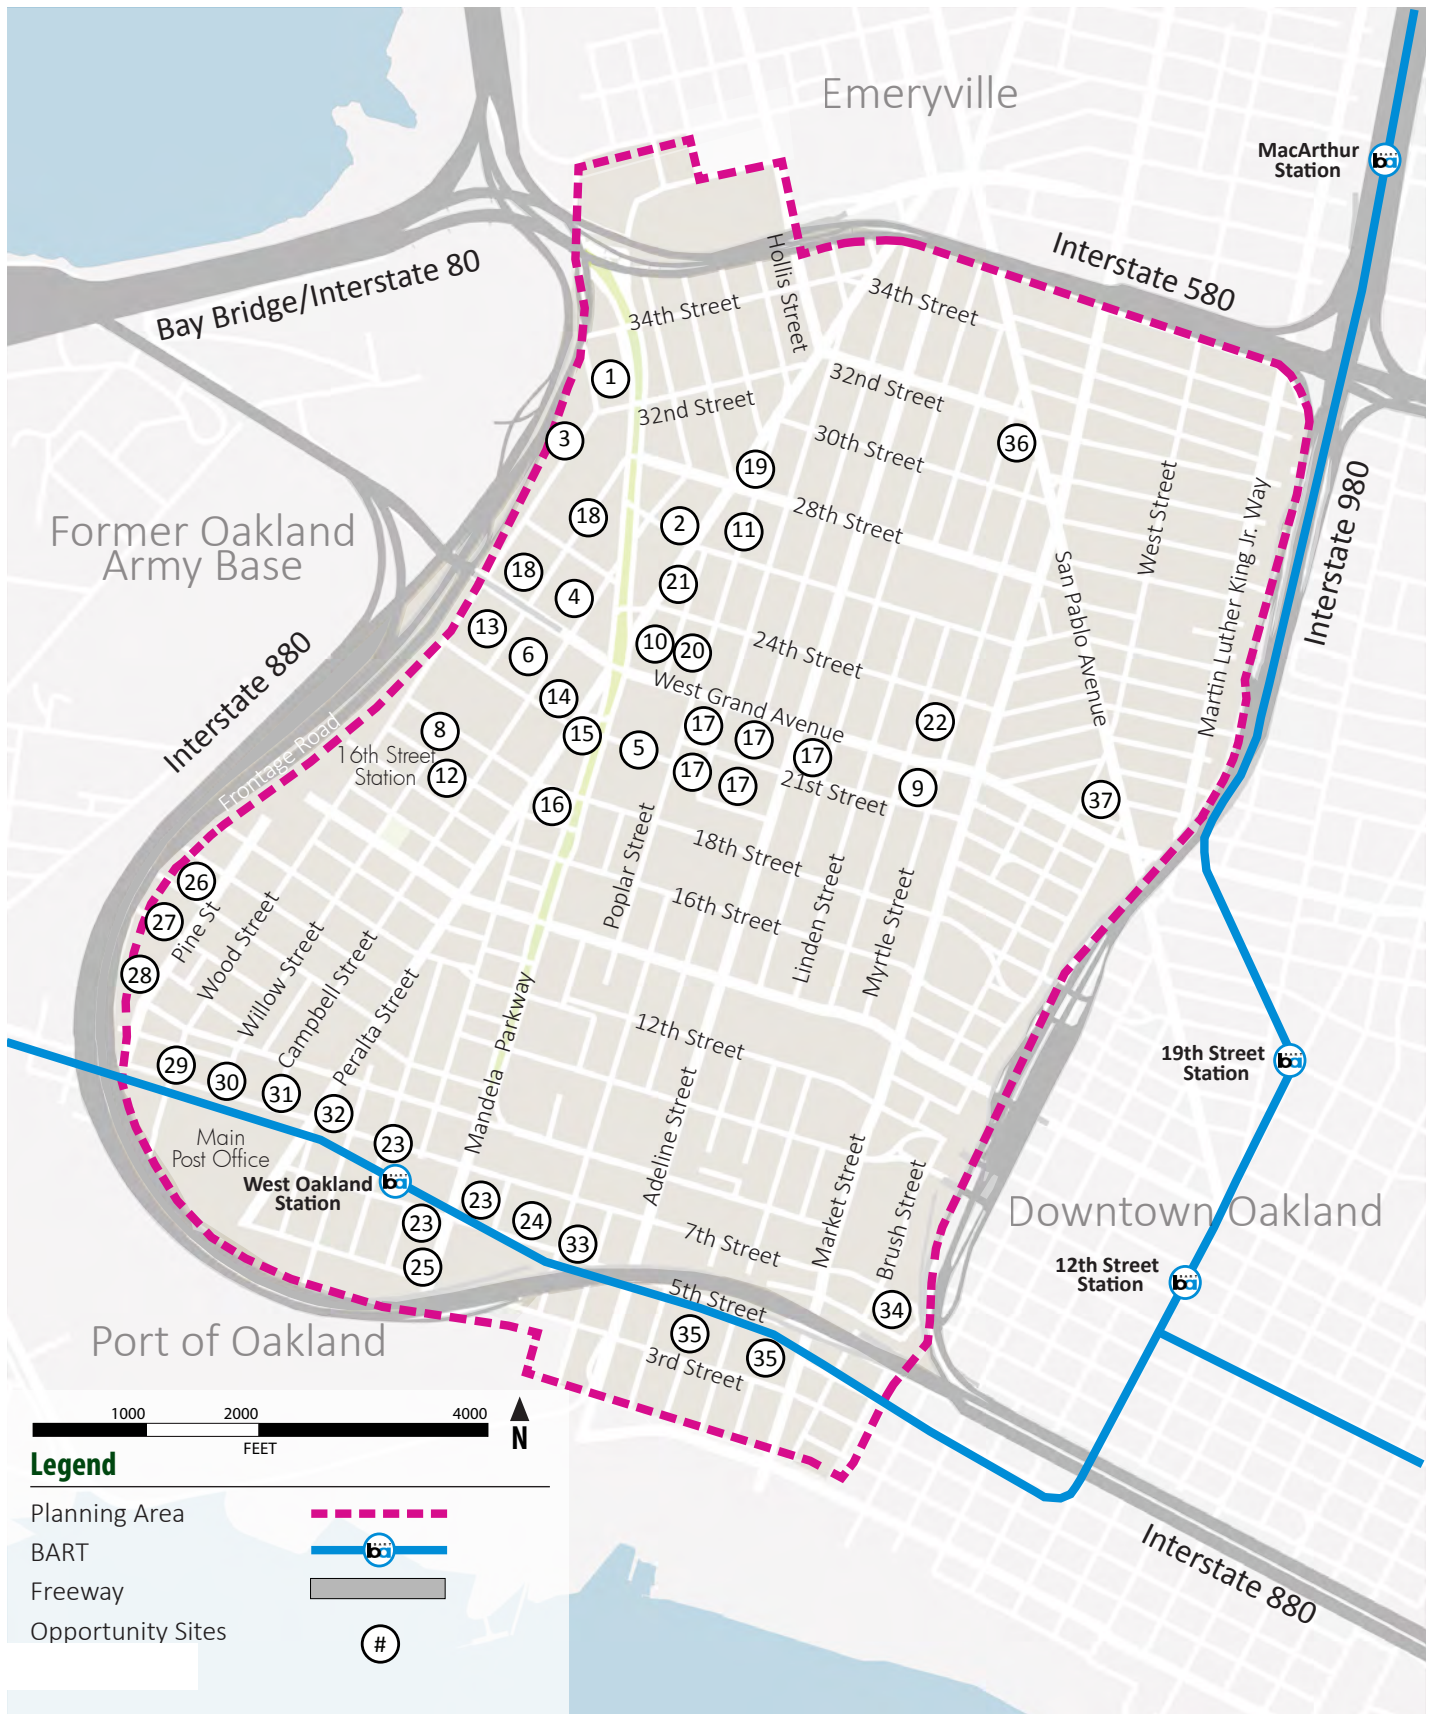 Emeryville
MacArthur
Station
Bay Bridge/Interstate 80
Interstate 580
Hollis Street
34th Street
34th Street
1
32nd Street
32nd Street
3
30th Street
36
19
28th Street
18
2
11
Former Oakland
Army Base
West Street
Martin Luther King Jr. Way
Interstate 980
San Pablo Avenue
18
4
21
13
6
10
20
24th Street
Interstate 880
West Grand Avenue
14
8
15
5
17
17
17
22
Frontage Road
16th Street
Station
12
17
17
21st Street
9
37
16
Poplar Street
18th Street
16th Street
Linden Street
Myrtle Street
26
27
28
Pine St
Wood Street
Willow Street
Campbell Street
Peralta Street
Mandela Parkway
12th Street
19th Street
Station
29
30
31
32
23
Main
Post Office
West Oakland
Station
Adeline Street
Market Street
Brush Street
23
23
24
33
25
7th Street
Downtown Oakland
12th Street
Station
5th Street
34
35
35
3rd Street
Port of Oakland
1000
2000
4000
FEET
N
Legend
Planning Area
BART
Freeway
Opportunity Sites
#
Interstate 880